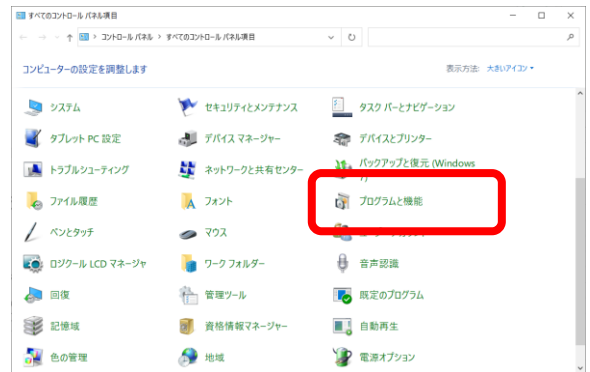 すべてのコントロール パネル項目
コントロール パネル > すべてのコントロール パネル項目
コンピューターの設定を調整します
表示方法: 大きいアイコン
システム
セキュリティとメンテナンス
タスク バーとナビゲーション
タブレット PC 設定
デバイス マネージャー
デバイスとプリンター
トラブルシューティング
ネットワークと共有センター
バックアップと復元 (Windows
7)
ファイル履歴
フォント
プログラムと機能
ペンとタッチ
マウス
ロジクール LCD マネージャ
ワーク フォルダー
音声認識
回復
管理ツール
既定のプログラム
記憶域
資格情報マネージャー
自動再生
色の管理
地域
電源オプション